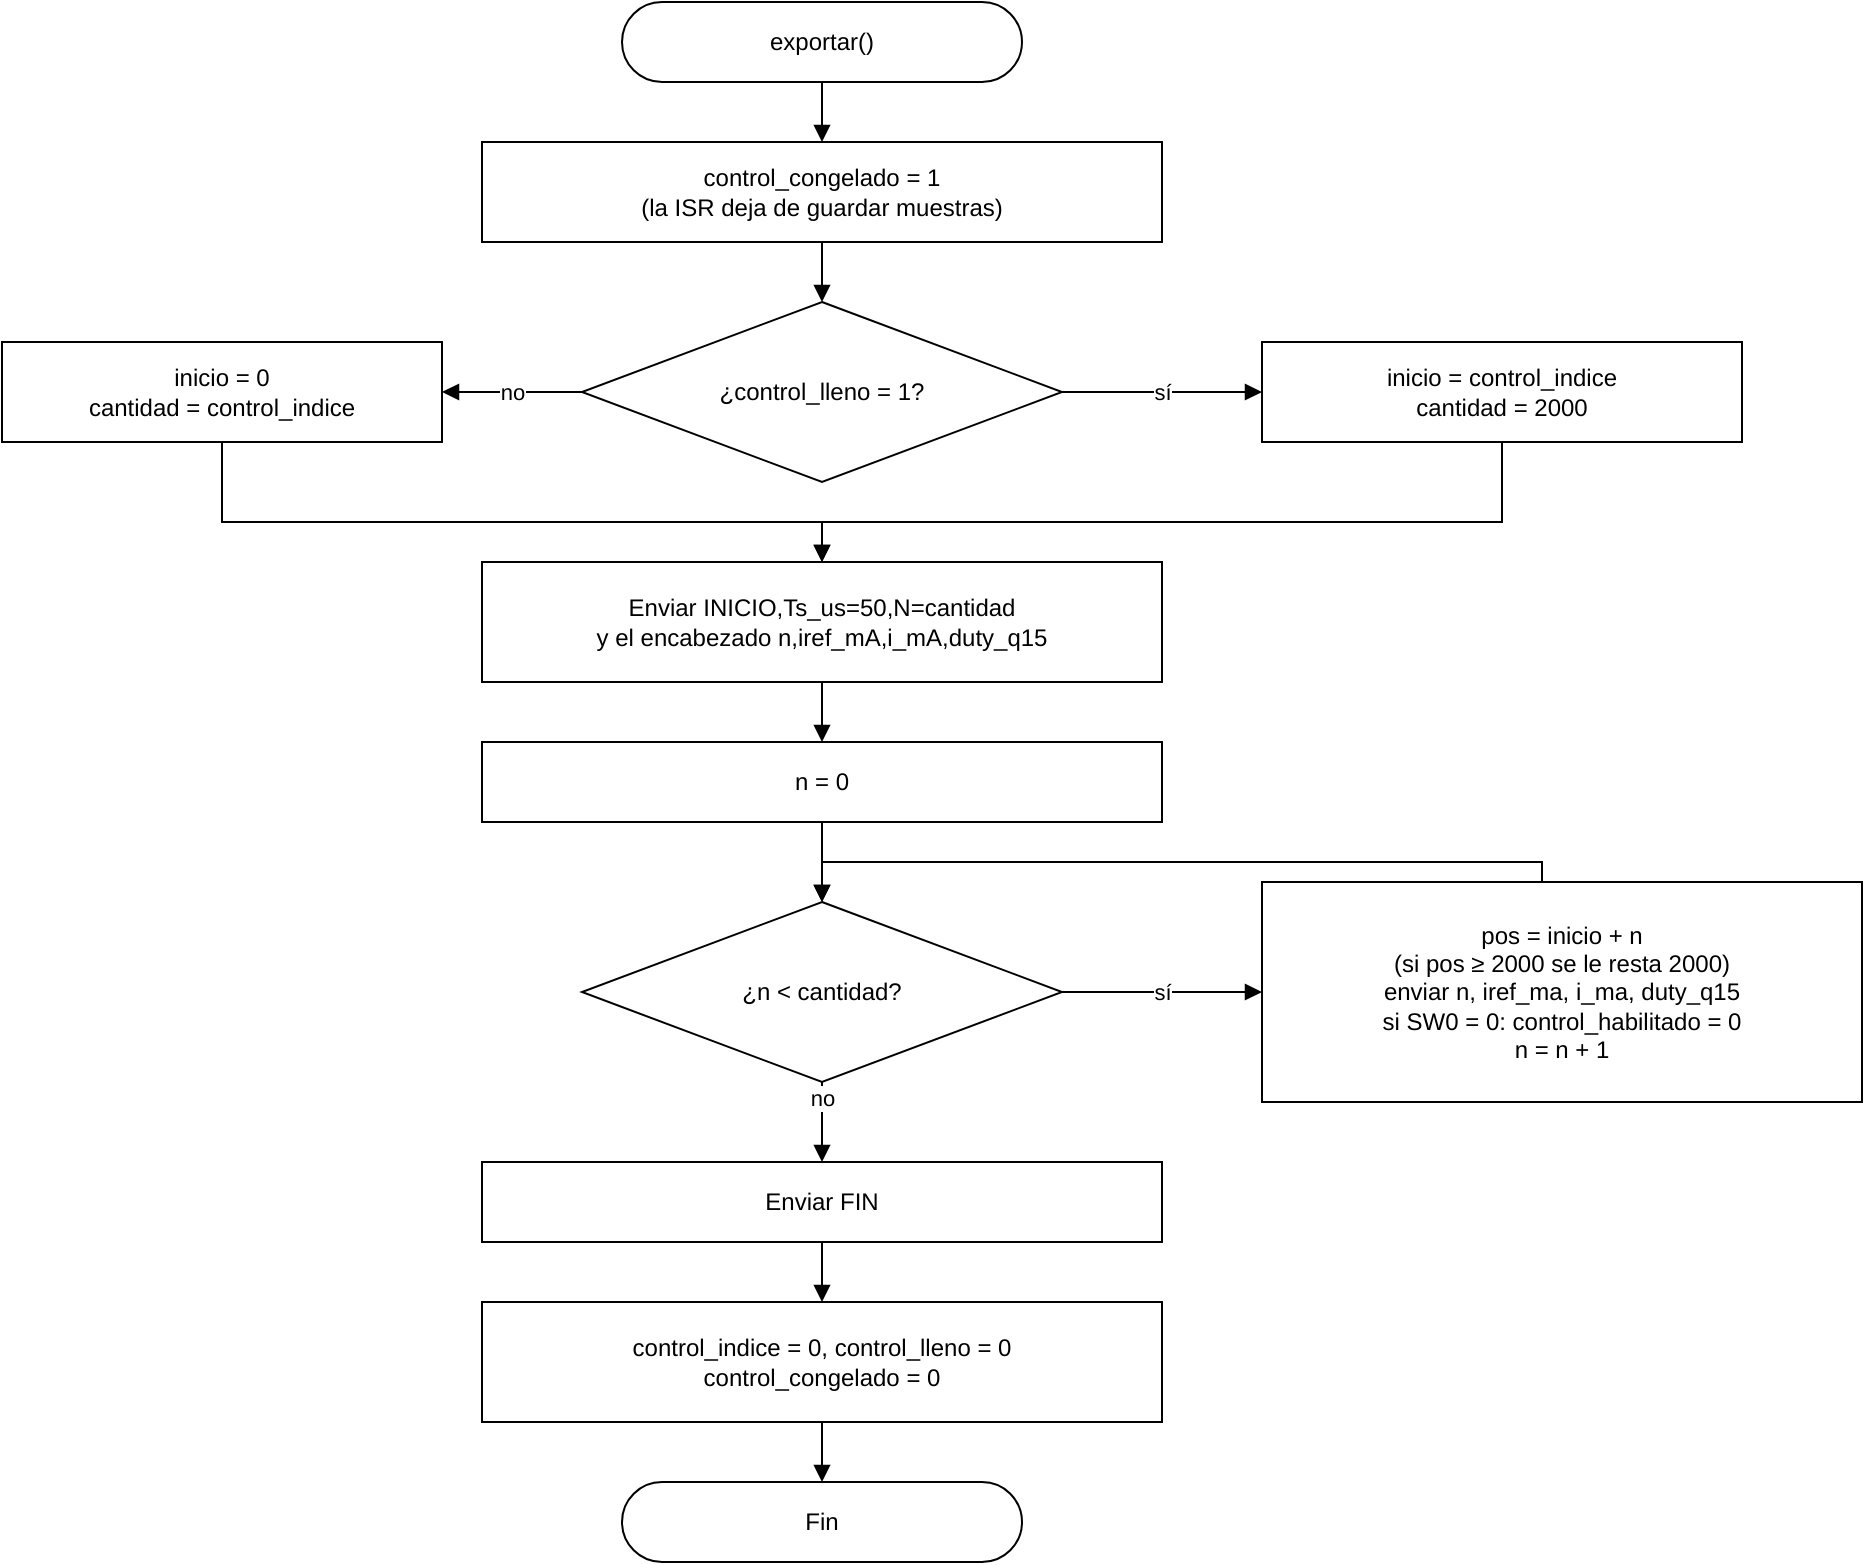 exportar()
control_congelado = 1
(la ISR deja de guardar muestras)
inicio = 0
cantidad = control_indice
no
¿control_lleno = 1?
sí
inicio = control_indice
cantidad = 2000
Enviar INICIO,Ts_us=50,N=cantidad
y el encabezado n,iref_mA,i_mA,duty_q15
n = 0
¿n < cantidad?
sí
pos = inicio + n
(si pos ≥ 2000 se le resta 2000)
enviar n, iref_ma, i_ma, duty_q15
si SW0 = 0: control_habilitado = 0
n = n + 1
no
Enviar FIN
control_indice = 0, control_lleno = 0
control_congelado = 0
Fin